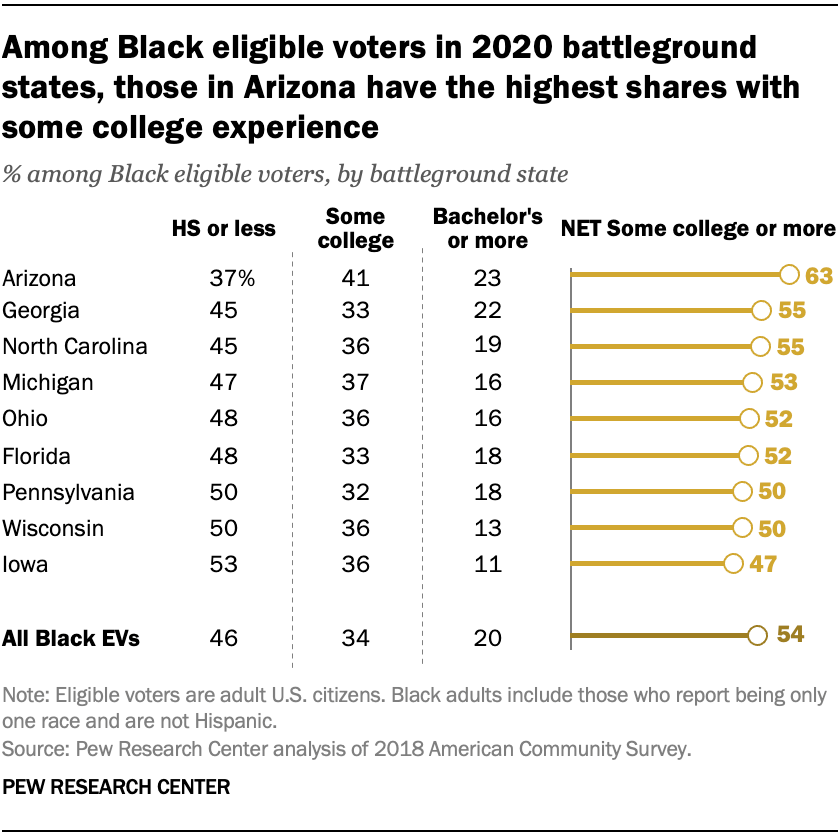 Among Black eligible voters in 2020 battleground
states, those in Arizona have the highest shares with
some college experience
% among Black eligible voters, by battleground state
HS or less Some college Bachelor's or more NET Some college or more
Arizona 37% 41 23 63
Georgia 45 33 22 55
North Carolina 45 36 19 55
Michigan 47 37 16 53
Ohio 48 36 16 52
Florida 48 33 18 52
Pennsylvania 50 32 18 50
Wisconsin 50 36 13 50
Iowa 53 36 11 47
All Black EVs 46 34 20 54
Note: Eligible voters are adult U.S. citizens. Black adults include those who report being only
one race and are not Hispanic.
Source: Pew Research Center analysis of 2018 American Community Survey.
PEW RESEARCH CENTER